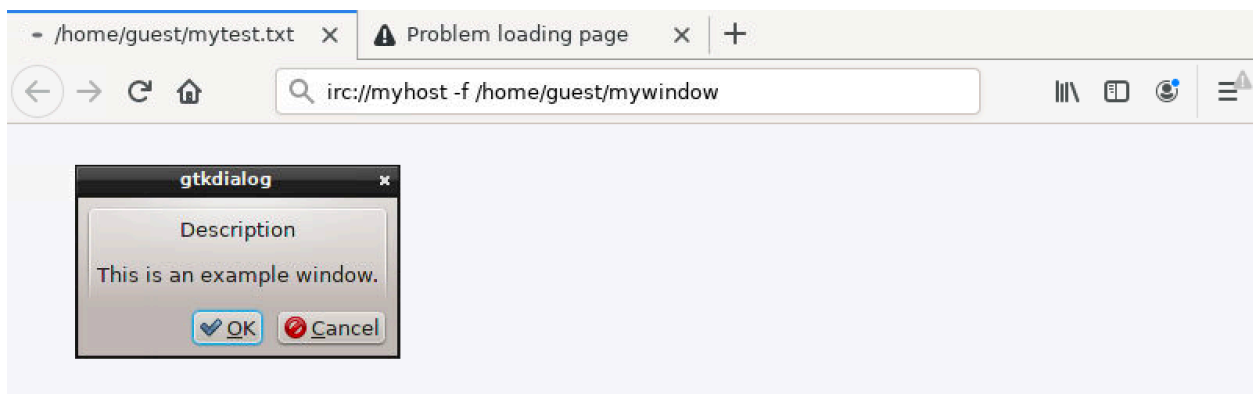 /home/guest/mytest.txt
Problem loading page
irc://myhost -f /home/guest/mywindow
gtkdialog
Description
This is an example window.
OK
Cancel